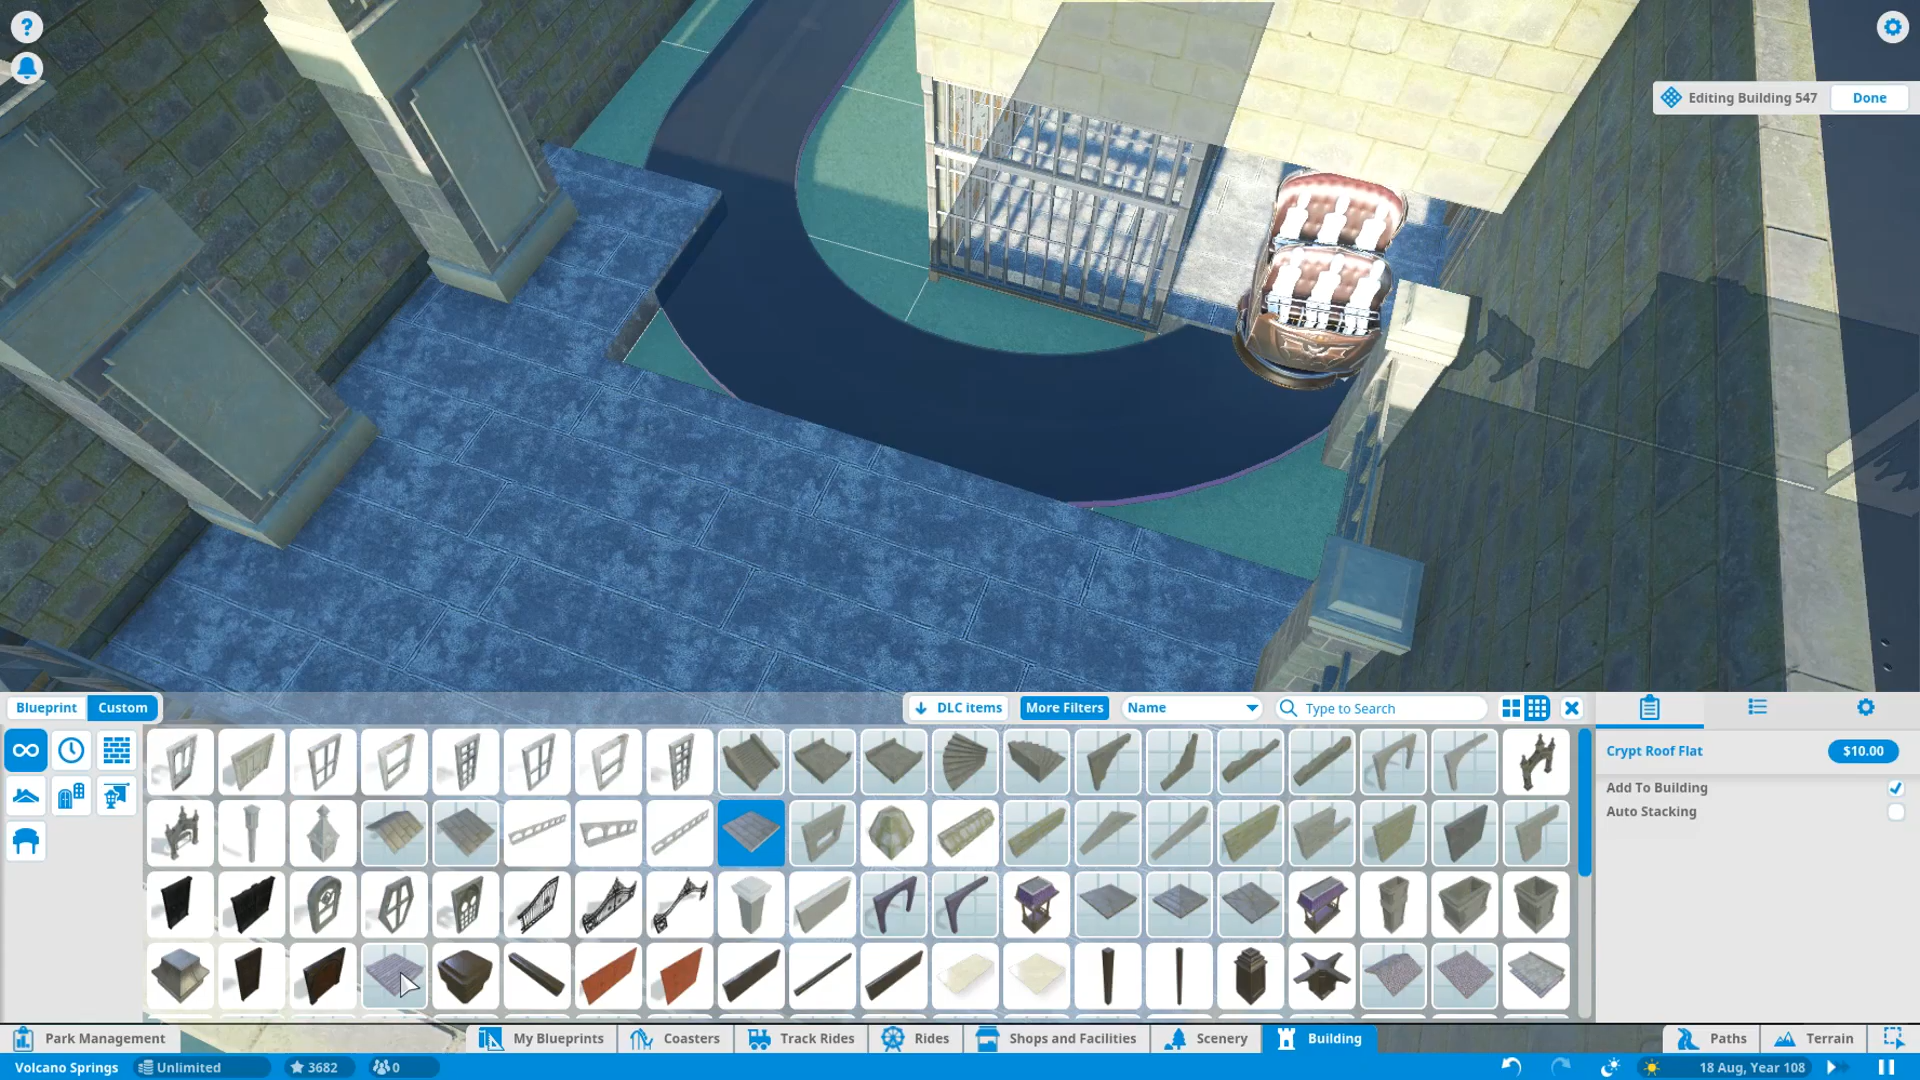 ?
Editing Building 547
Done
Blueprint
Custom
DLC items
More Filters
Name
Type to Search
Crypt Roof Flat
$10.00
Add To Building
Auto Stacking
Park Management
My Blueprints
Coasters
Track Rides
Rides
Shops and Facilities
Scenery
Building
Paths
Terrain
Volcano Springs
Unlimited
3682
0
18 Aug, Year 108